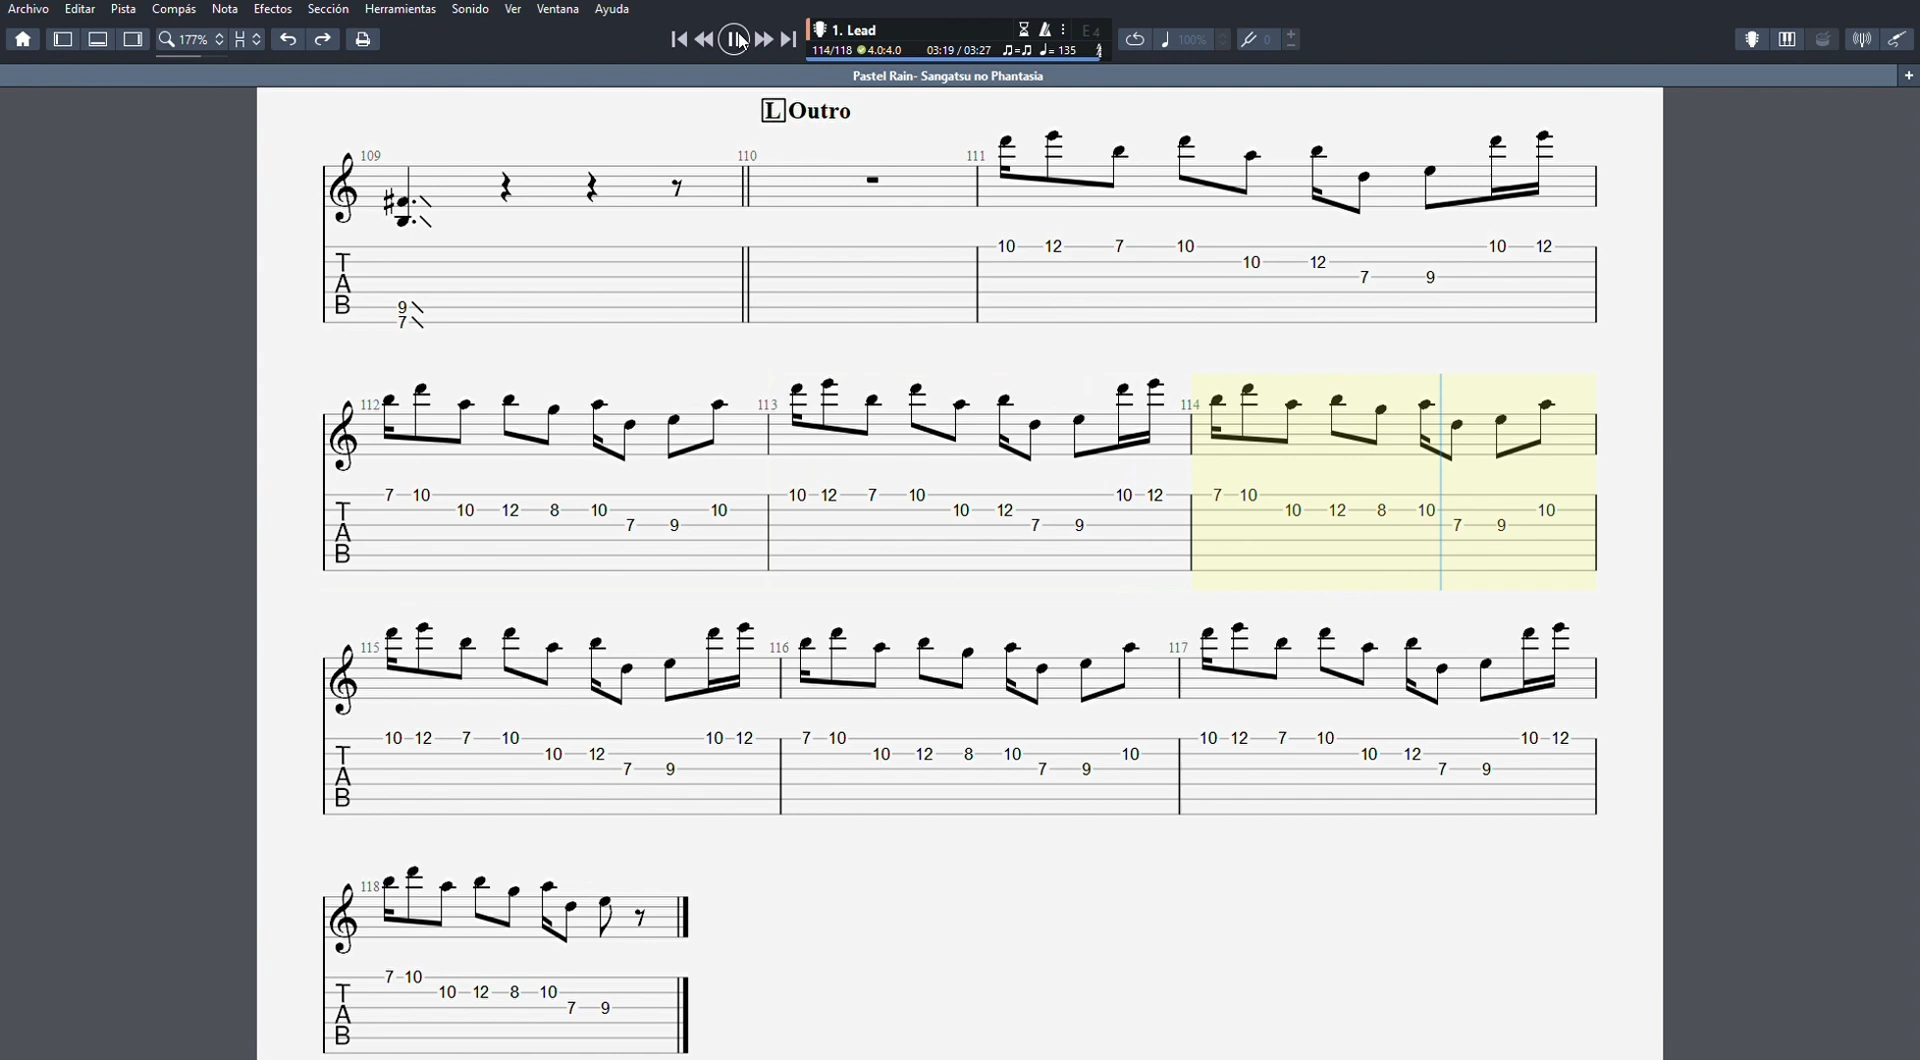 Archivo Editar Pista Compás Nota Efectos Sección Herramientas Sonido Ver Ventana Ayuda
177% 1. Lead E4 100% 0
114/118 4.0:4.0 03:19 / 03:27 = 135
Pastel Rain- Sangatsu no Phantasia
L Outro
109 110 111
10 12 7 10 10 12
10 12
T 7 9
A
B 9
7
112 113 114
7 10 10 12 7 10 10 12 7 10
T 10 12 8 10 10 10 12 10 12 8 10 10
A 7 9 7 9 7 9
B
115 116 117
10 12 7 10 10 12 7 10 10 12 7 10 10 12
T 10 12 10 12 8 10 10 10 12
A 7 9 7 9 7 9
B
118
7 10
T 10 12 8 10
A 7 9
B